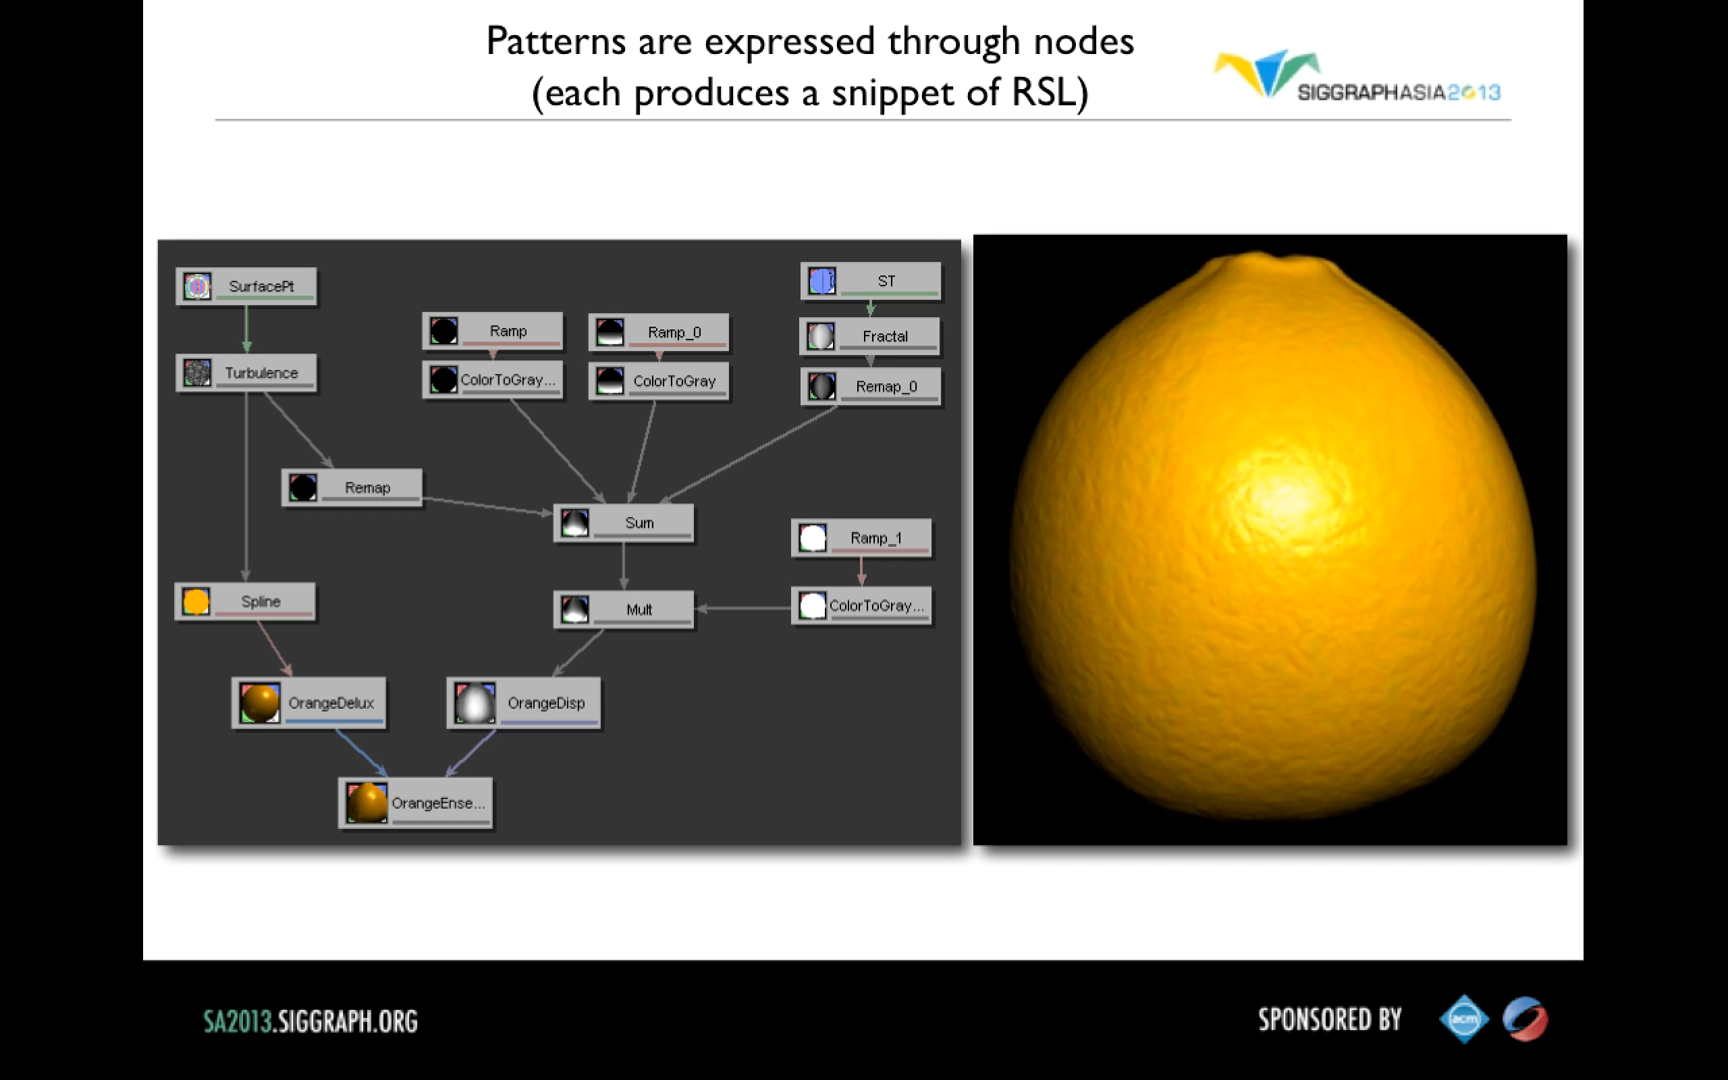 Patterns are expressed through nodes
(each produces a snippet of RSL)
SIGGRAPHASIA2013
SurfacePt
ST
Ramp
Ramp_0
Fractal
Turbulence
ColorToGray...
ColorToGray
Remap_0
Remap
Sum
Ramp_1
Spline
Mult
ColorToGray...
OrangeDelux
OrangeDisp
OrangeEnse...
SA2013.SIGGRAPH.ORG
SPONSORED BY
acm